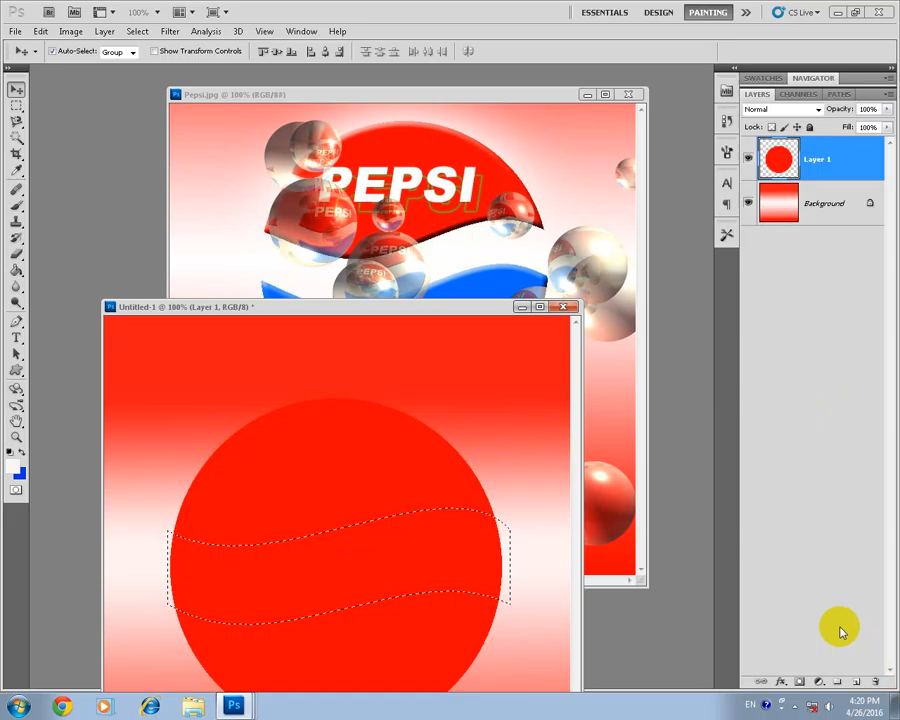 Ps Br Mb 100% ESSENTIALS DESIGN PAINTING CS Live
File Edit Image Layer Select Filter Analysis 3D View Window Help
Auto-Select: Group Show Transform Controls
SWATCHES NAVIGATOR
Pepsi.jpg @ 100% (RGB/8#)
LAYERS CHANNELS PATHS
Normal Opacity: 100%
Lock: Fill: 100%
Layer 1
Background
PEPSI
PEPSI
PEPSI
PEPSI
PEPSI
Untitled-1 @ 100% (Layer 1, RGB/8) *
EN 4:20 PM
4/26/2016